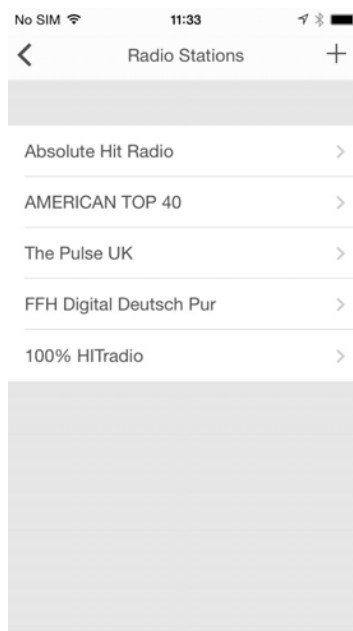 No SIM 11:33
Radio Stations
Absolute Hit Radio
AMERICAN TOP 40
The Pulse UK
FFH Digital Deutsch Pur
100% HITradio